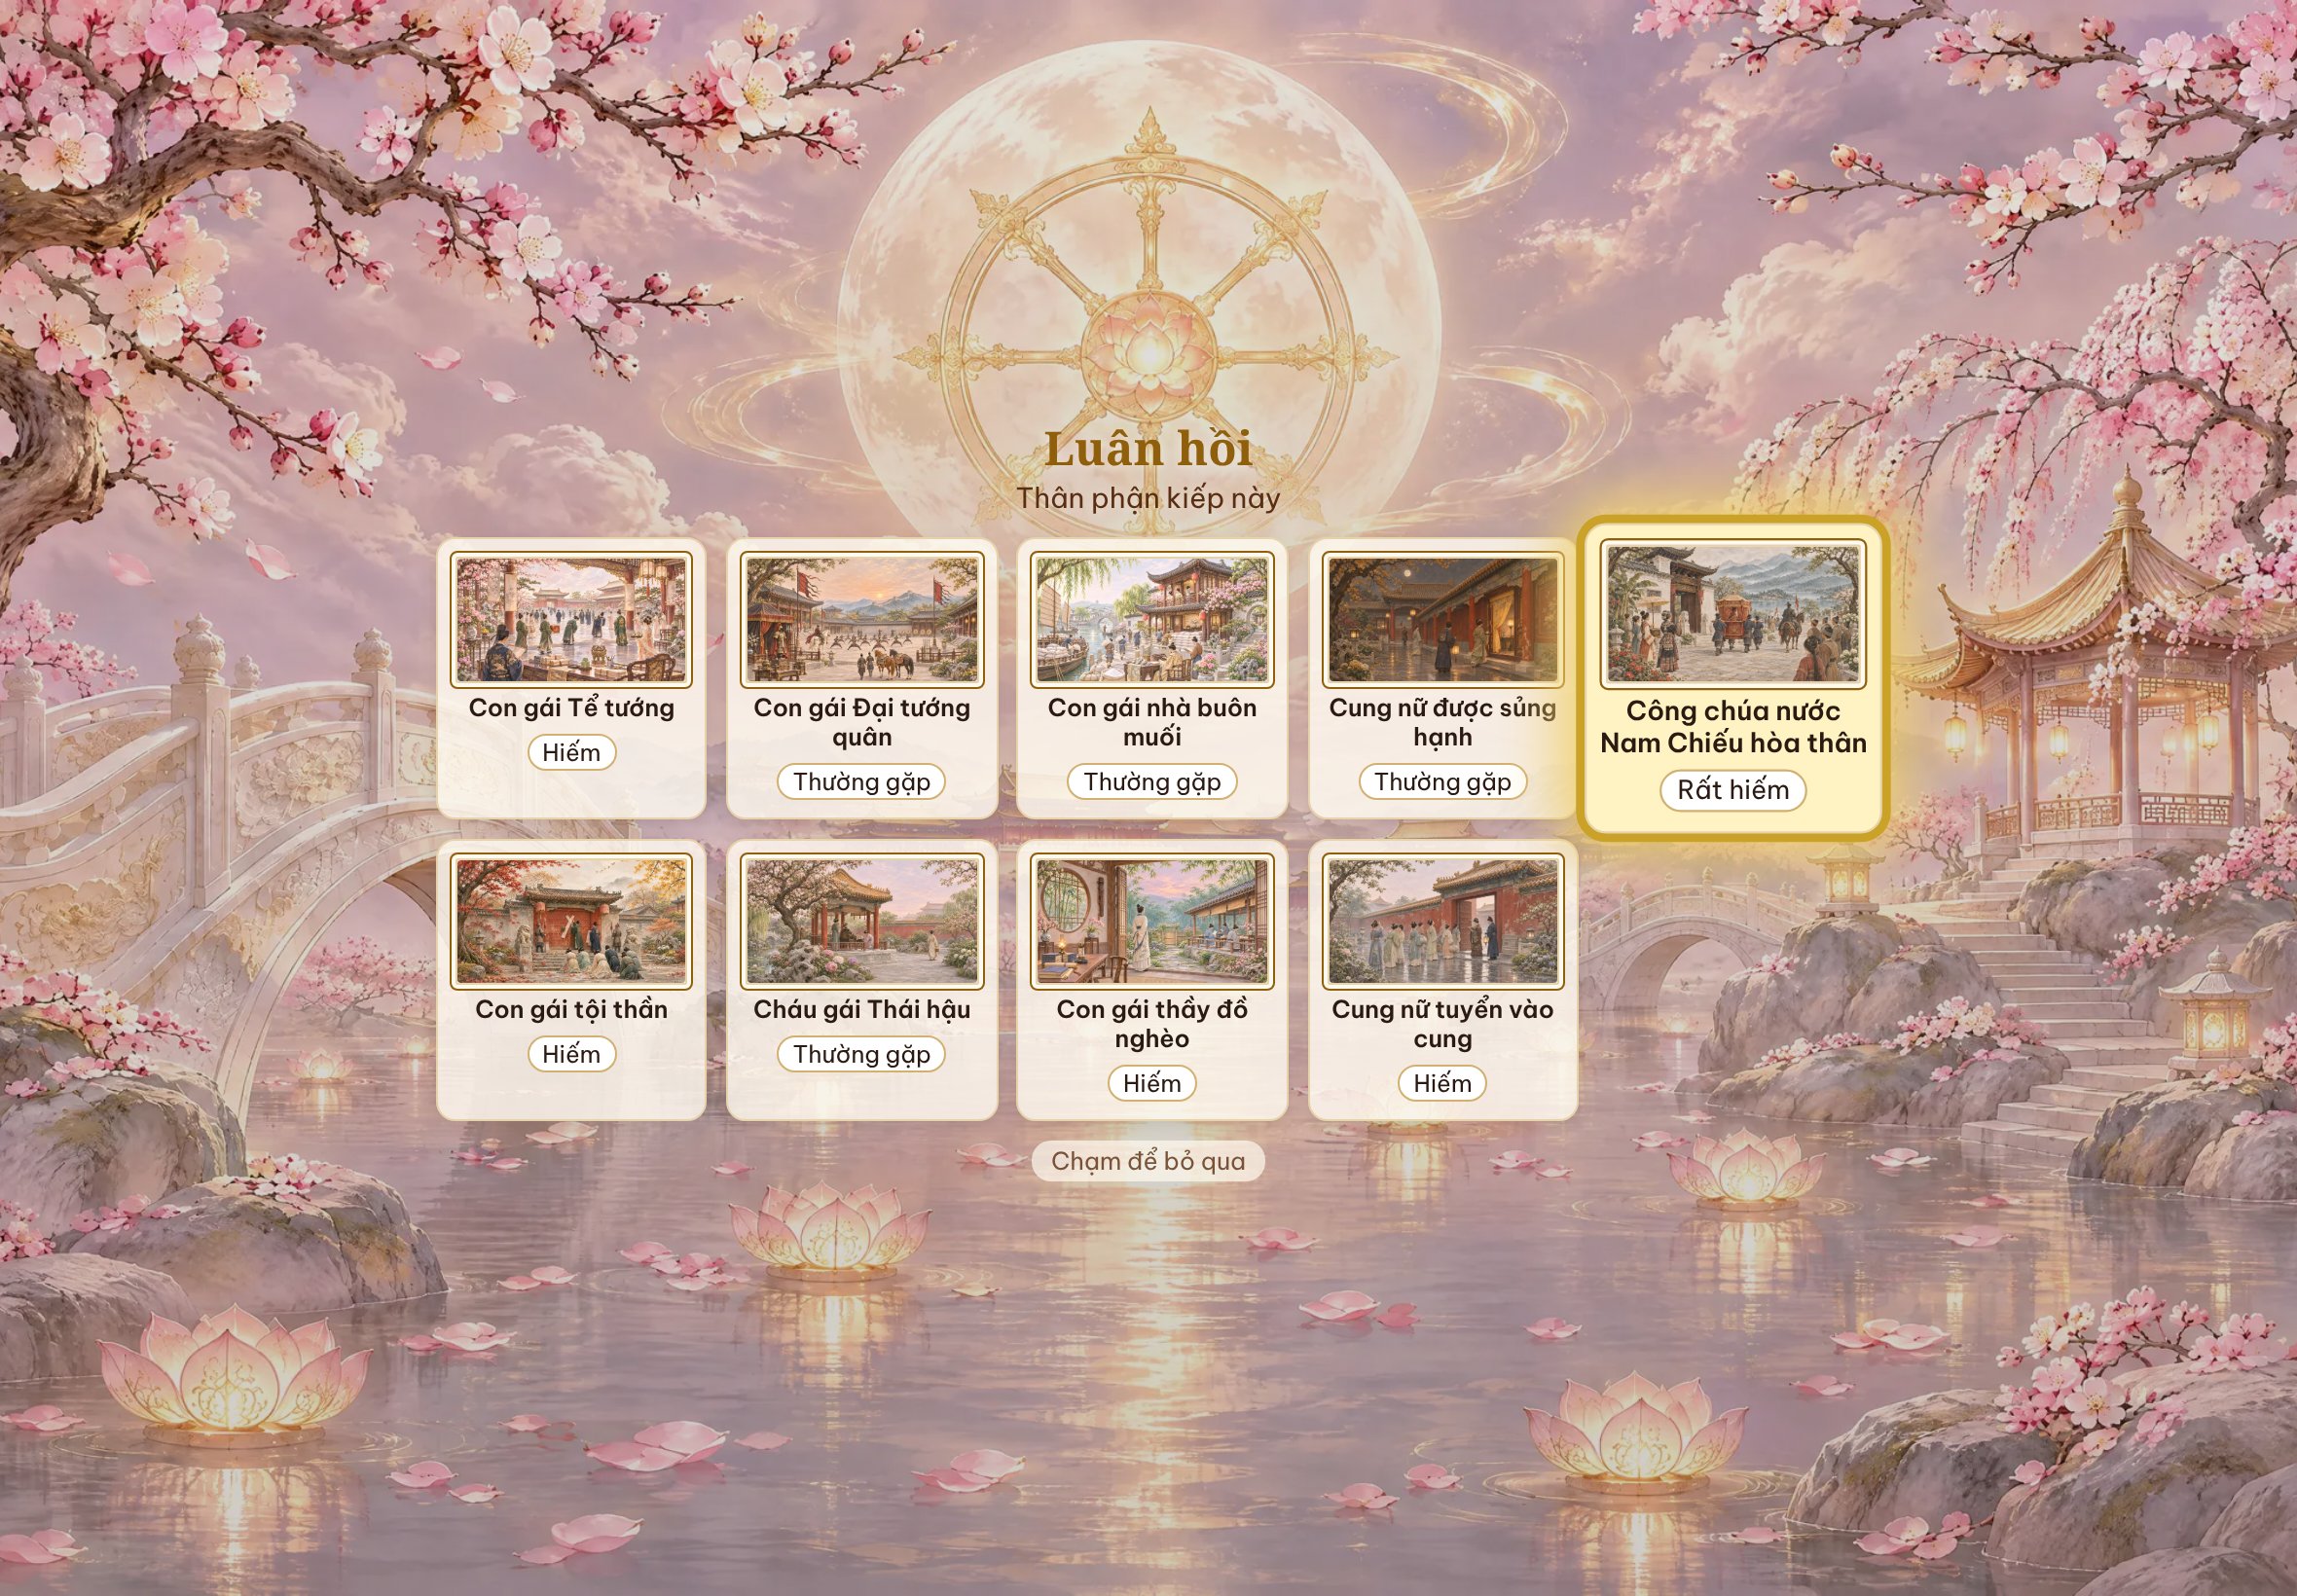 Luân hồi
Thân phận kiếp này
Con gái Tể tướng
Hiếm
Con gái Đại tướng
quân
Thường gặp
Con gái nhà buôn
muối
Thường gặp
Cung nữ được sủng
hạnh
Thường gặp
Công chúa nước
Nam Chiếu hòa thân
Rất hiếm
Con gái tội thần
Hiếm
Cháu gái Thái hậu
Thường gặp
Con gái thầy đồ
nghèo
Hiếm
Cung nữ tuyển vào
cung
Hiếm
Chạm để bỏ qua